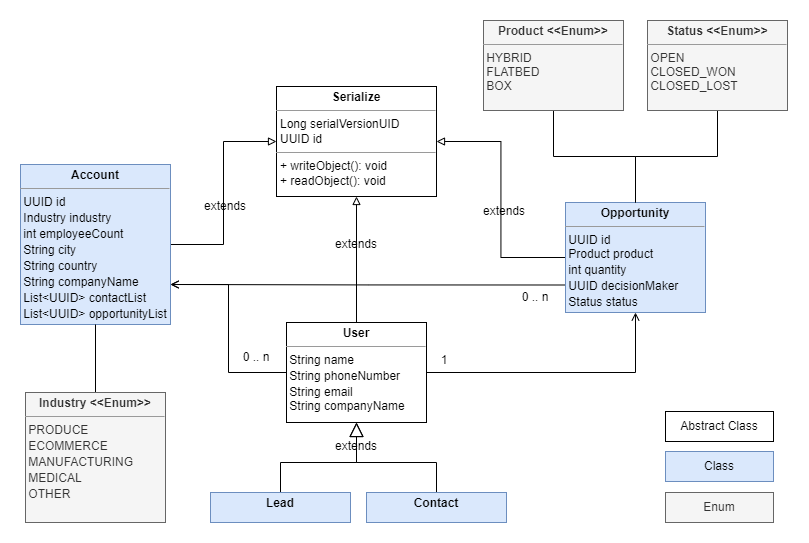 Product <<Enum>>
HYBRID
FLATBED
BOX
Status <<Enum>>
OPEN
CLOSED_WON
CLOSED_LOST
Serialize
Long serialVersionUID
UUID id
+ writeObject(): void
+ readObject(): void
Account
UUID id
Industry industry
int employeeCount
String city
String country
String companyName
List<UUID> contactList
List<UUID> opportunityList
extends
extends
extends
Opportunity
UUID id
Product product
int quantity
UUID decisionMaker
Status status
0 .. n
User
String name
String phoneNumber
String email
String companyName
0 .. n
1
Industry <<Enum>>
PRODUCE
ECOMMERCE
MANUFACTURING
MEDICAL
OTHER
extends
Lead
Contact
Abstract Class
Class
Enum